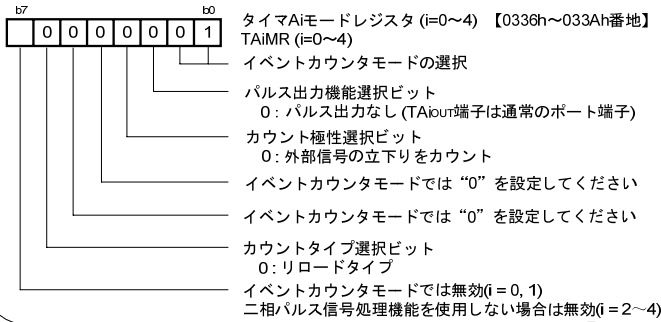 b7 b0
0 0 0 0 0 0 1
タイマAiモードレジスタ (i=0～4) 【0336h～033Ah番地】
TAiMR (i=0～4)
イベントカウンタモードの選択
パルス出力機能選択ビット
0 : パルス出力なし (TAiOUT端子は通常のポート端子)
カウント極性選択ビット
0 : 外部信号の立下りをカウント
イベントカウンタモードでは“0”を設定してください
イベントカウンタモードでは“0”を設定してください
カウントタイプ選択ビット
0 : リロードタイプ
イベントカウンタモードでは無効(i = 0, 1)
二相パルス信号処理機能を使用しない場合は無効(i = 2～4)